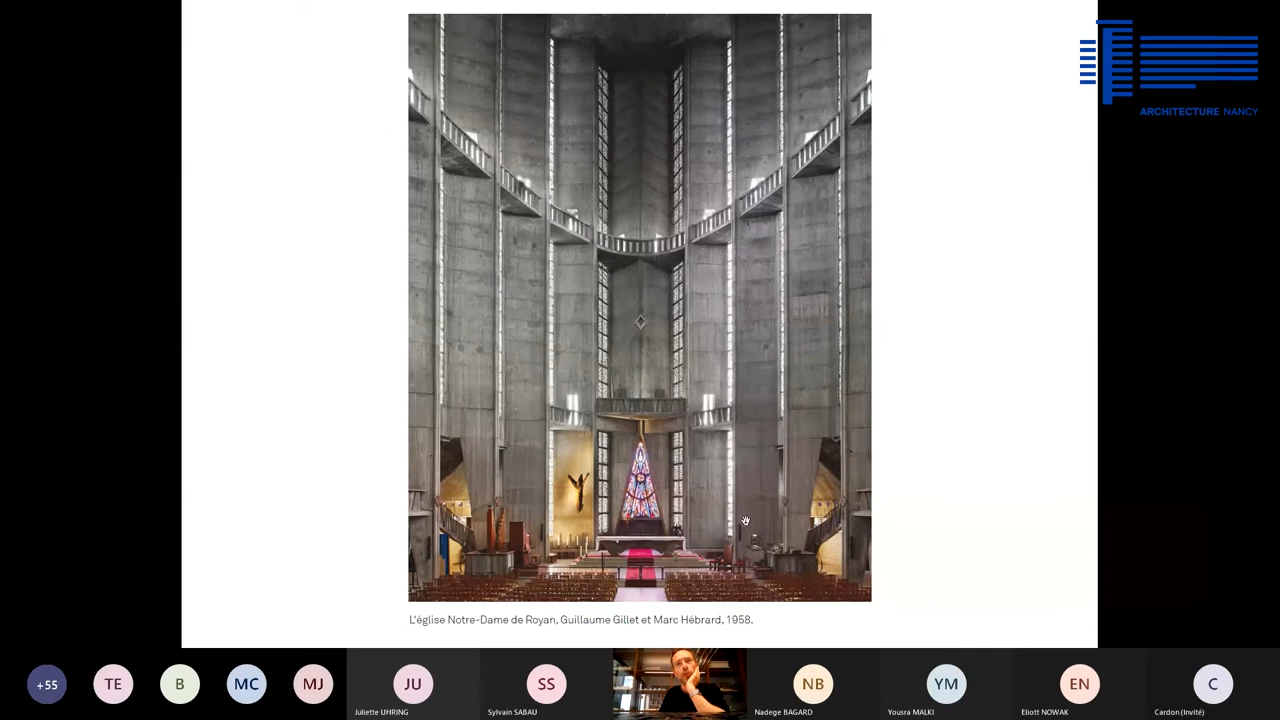 ARCHITECTURE NANCY
L'église Notre-Dame de Royan, Guillaume Gillet et Marc Hébrard, 1958.
+55
TE
B
MC
MJ
JU
SS
NB
YM
EN
C
Juliette UHRING
Sylvain SABAU
Nadege BAGARD
Yousra MALKI
Eliott NOWAK
Cardon (Invité)